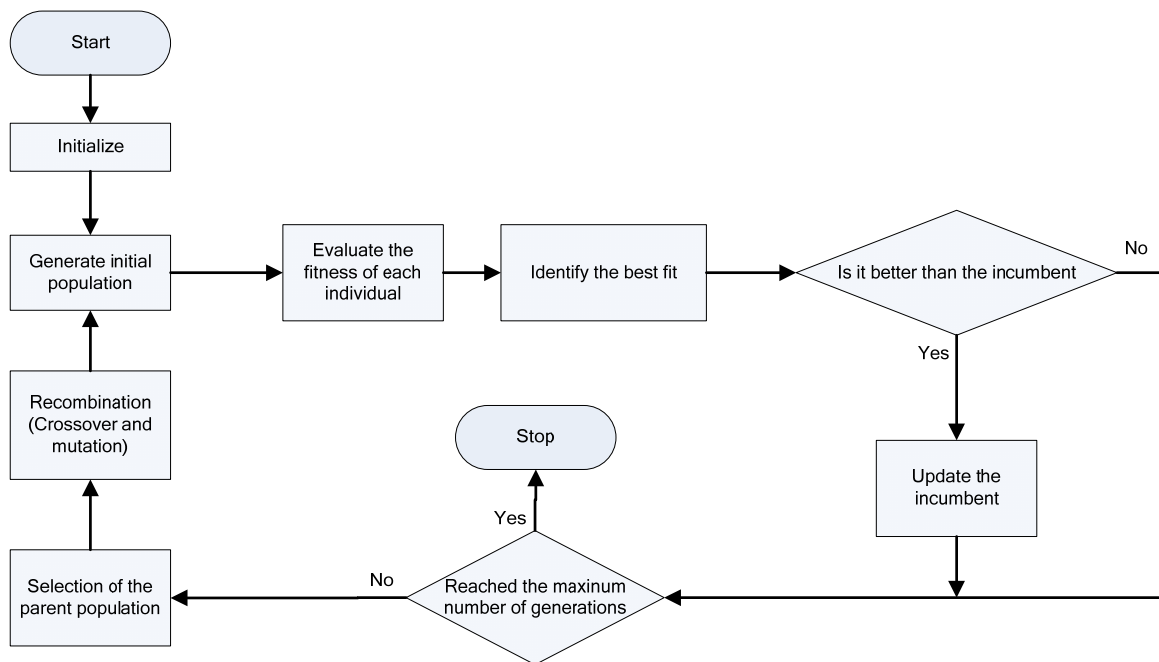 Start
Initialize
Generate initial
population
Evaluate the
fitness of each
individual
Identify the best fit
Is it better than the incumbent
No
Yes
Update the
incumbent
Reached the maxinum
number of generations
Yes
Stop
No
Selection of the
parent population
Recombination
(Crossover and
mutation)